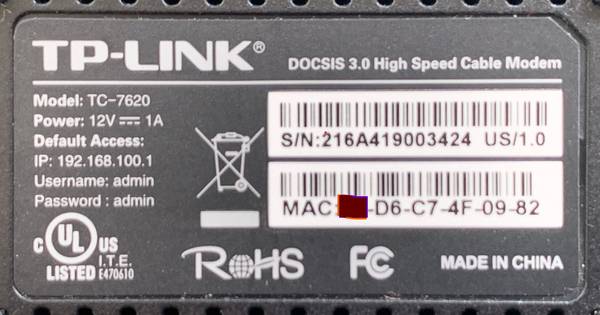 TP-LINK®
DOCSIS 3.0 High Speed Cable Modem
Model: TC-7620
Power: 12V ⎓ 1A
Default Access:
IP: 192.168.100.1
Username: admin
Password : admin
S/N:216A419003424 US/1.0
MAC: -D6-C7-4F-09-82
C UL US
LISTED I.T.E. E470610
RoHS
FC
MADE IN CHINA